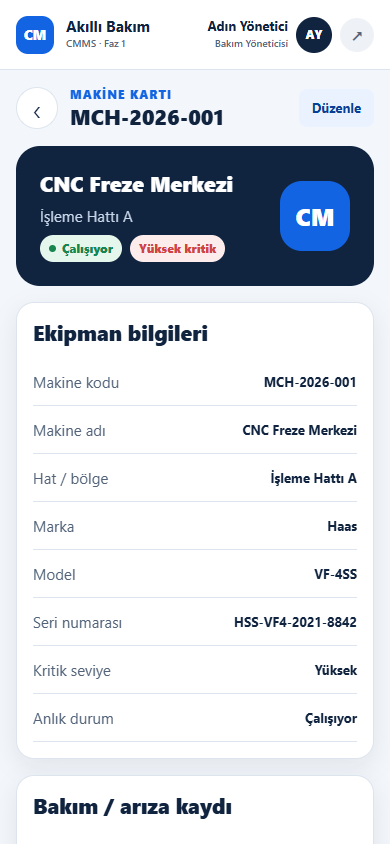 CM
Akıllı Bakım
CMMS · Faz 1
Adın Yönetici
Bakım Yöneticisi
AY
↗
‹
MAKİNE KARTI
MCH-2026-001
Düzenle
CNC Freze Merkezi
İşleme Hattı A
Çalışıyor
Yüksek kritik
CM
Ekipman bilgileri
Makine kodu MCH-2026-001
Makine adı CNC Freze Merkezi
Hat / bölge İşleme Hattı A
Marka Haas
Model VF-4SS
Seri numarası HSS-VF4-2021-8842
Kritik seviye Yüksek
Anlık durum Çalışıyor
Bakım / arıza kaydı